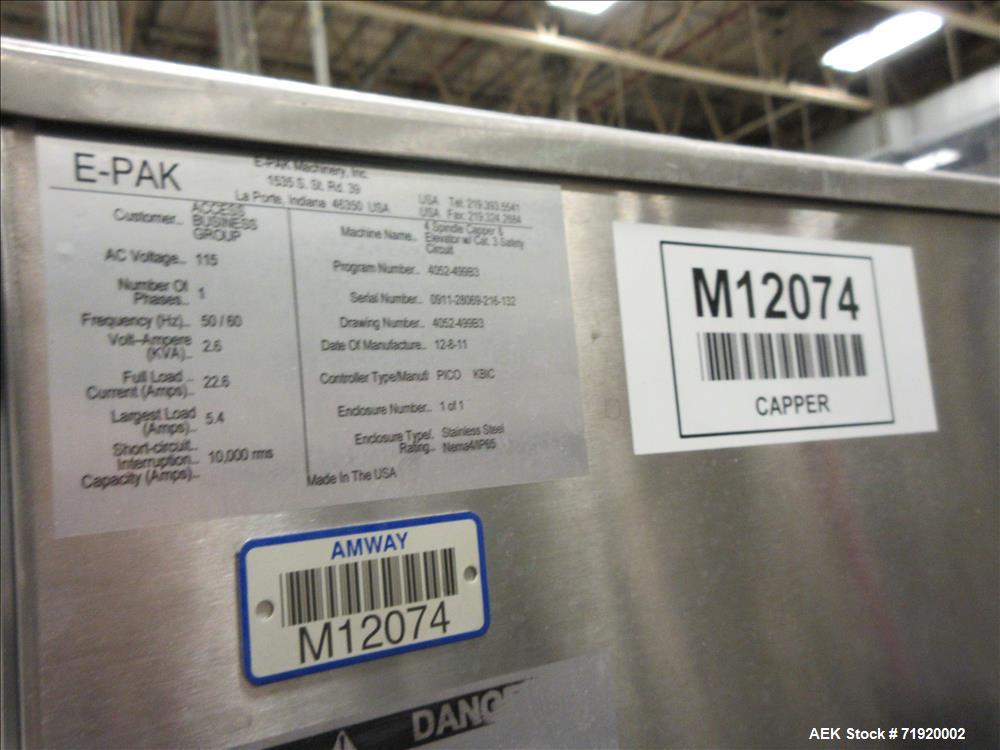 E-PAK
E-PAK Machinery, Inc.
1535 S. St. Rd. 39
La Porte, Indiana 46350 USA
USA Tel: 219.393.5541
USA Fax: 219.324.2884
Customer.. ACCESS
BUSINESS
GROUP
AC Voltage.. 115
Number Of
Phases.. 1
Frequency (Hz).. 50 / 60
Volt-Ampere
(KVA).. 2.6
Full Load ..
Current (Amps).. 22.6
Largest Load
(Amps).. 5.4
Short-circuit..
Interruption.. 10,000 rms
Capacity (Amps)..
Machine Name.. 4 Spindle Capper &
Elevator w/ Cat. 3 Safety
Circuit
Program Number.. 4052-499B3
Serial Number.. 0911-28069-216-132
Drawing Number.. 4052-499B3
Date Of Manufacture.. 12-8-11
Controller Type/Manuf/ PICO KBIC
Enclosure Number.. 1 of 1
Enclosure Type/. Stainless Steel
Rating.. Nema4/IP65
Made In The USA
M12074
CAPPER
AMWAY
M12074
DANG
AEK Stock # 71920002